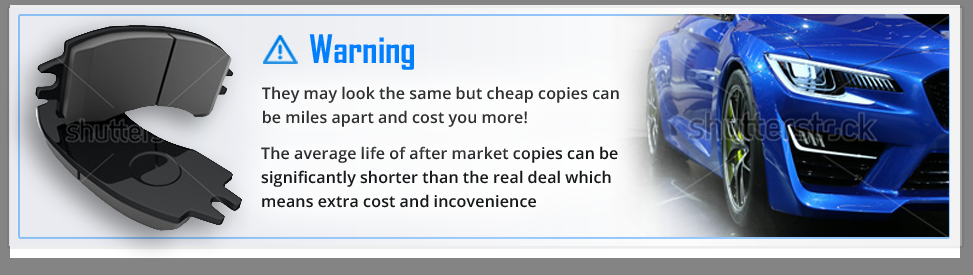 Warning
They may look the same but cheap copies can
be miles apart and cost you more!
The average life of after market copies can be
significantly shorter than the real deal which
means extra cost and incovenience
shutterstock